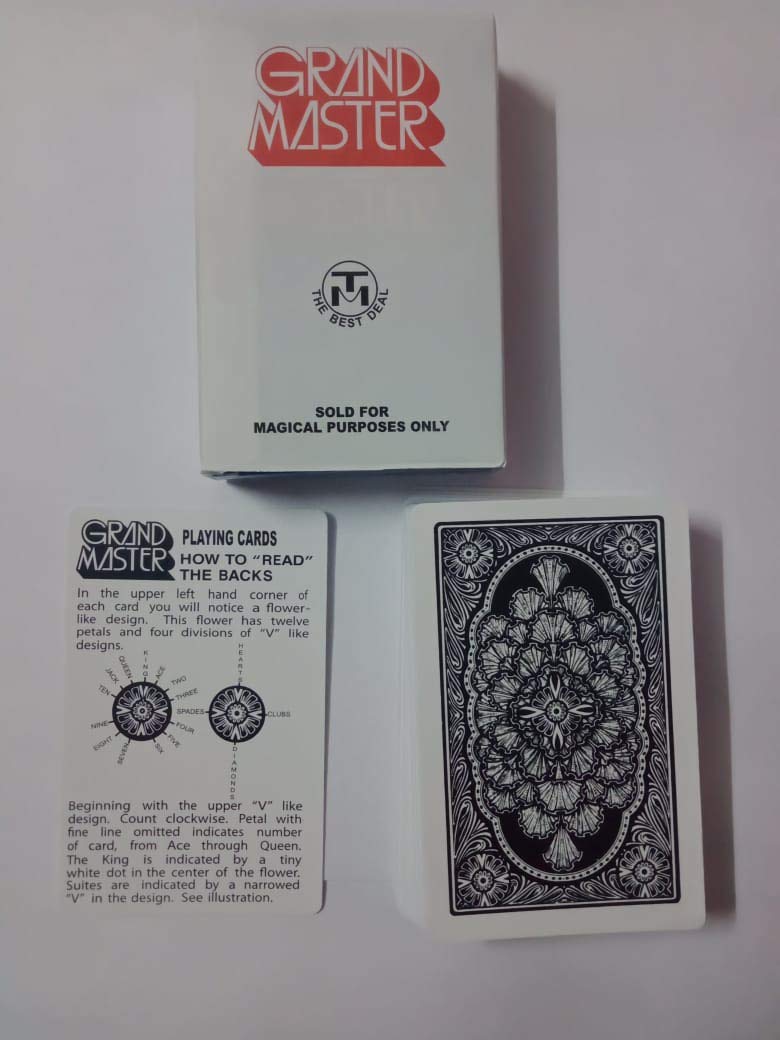 GRAND
MASTER
TM
THE BEST DEAL
SOLD FOR
MAGICAL PURPOSES ONLY
GRAND
MASTER
PLAYING CARDS
HOW TO “READ”
THE BACKS
In the upper left hand corner of
each card you will notice a flower-
like design. This flower has twelve
petals and four divisions of “V” like
designs.
KING
ACE
TWO
THREE
FOUR
FIVE
SIX
SEVEN
EIGHT
NINE
TEN
JACK
QUEEN
HEARTS
CLUBS
DIAMONDS
SPADES
Beginning with the upper “V” like
design. Count clockwise. Petal with
fine line omitted indicates number
of card, from Ace through Queen.
The King is indicated by a tiny
white dot in the center of the flower.
Suites are indicated by a narrowed
“V” in the design. See illustration.